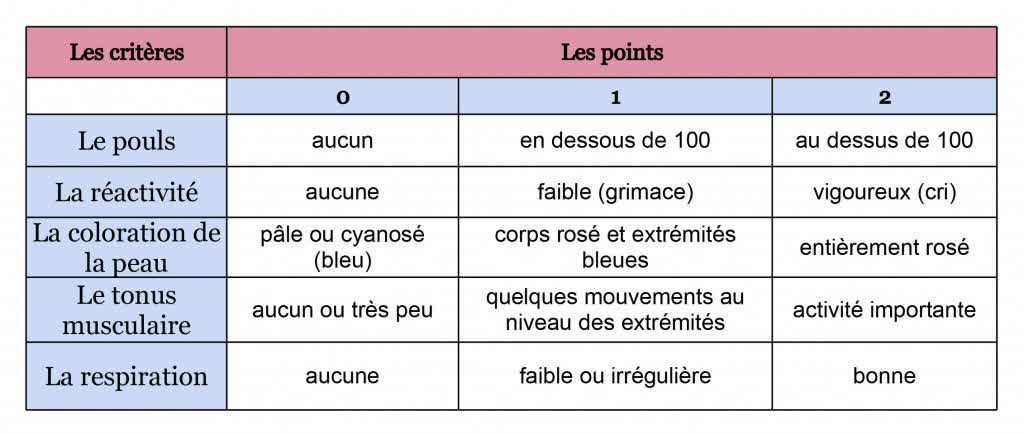 Les critères Les points
0 1 2
Le pouls aucun en dessous de 100 au dessus de 100
La réactivité aucune faible (grimace) vigoureux (cri)
La coloration de la peau pâle ou cyanosé (bleu) corps rosé et extrémités bleues entièrement rosé
Le tonus musculaire aucun ou très peu quelques mouvements au niveau des extrémités activité importante
La respiration aucune faible ou irrégulière bonne